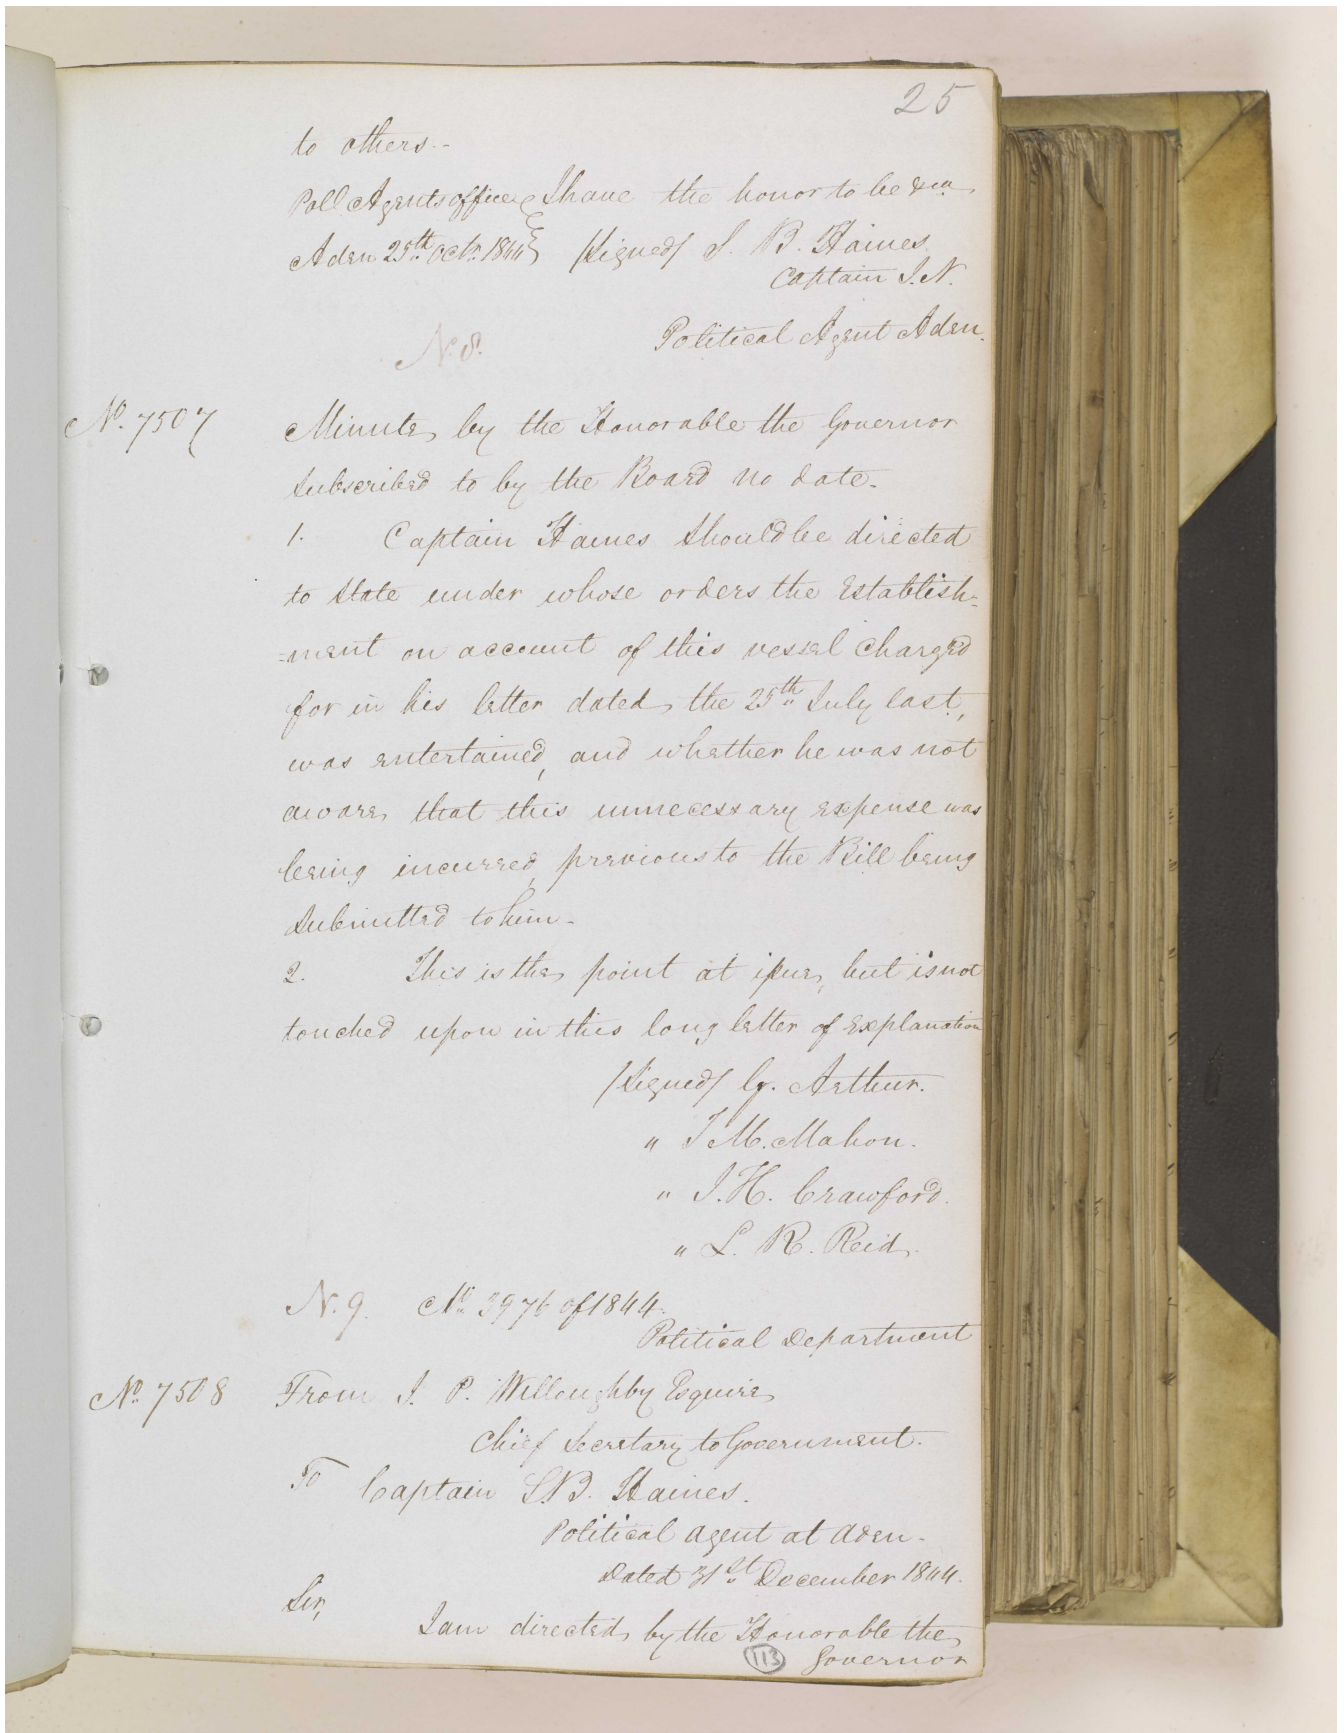 25
to others.-
Poll Agents office } I have the honor to be &ca
Aden 25th Octr. 1844 } /Signed/ S. B. Haines.
Captain I.N.
Political Agent Aden.
N. 8.
No. 7507
Minute by the Honorable the Governor
Subscribed to by the Board no date.
1. Captain Haines should be directed
to state under whose orders the Establish=
=ment on account of this vessel charged
for in his letter dated the 25th July last,
was entertained, and whether he was not
aware, that this unnecessary expense was
being incurred, previous to the Bill being
Submitted to him-
2. This is the point at issue, but is not
touched upon in this long letter of Explanation
/Signed/ G. Arthur.
" T M. Mahon.
" J. H. Crawford.
" L. R. Reid.
N. 9. No 3976 of 1844.
Political Department
No. 7508
From J. P. Willoughby Esquire
Chief Secretary to Government.
To Captain S.B. Haines.
Political Agent at Aden-
Dated 31st December 1844.
Sir,
I am directed by the Honorable the
Governor
113